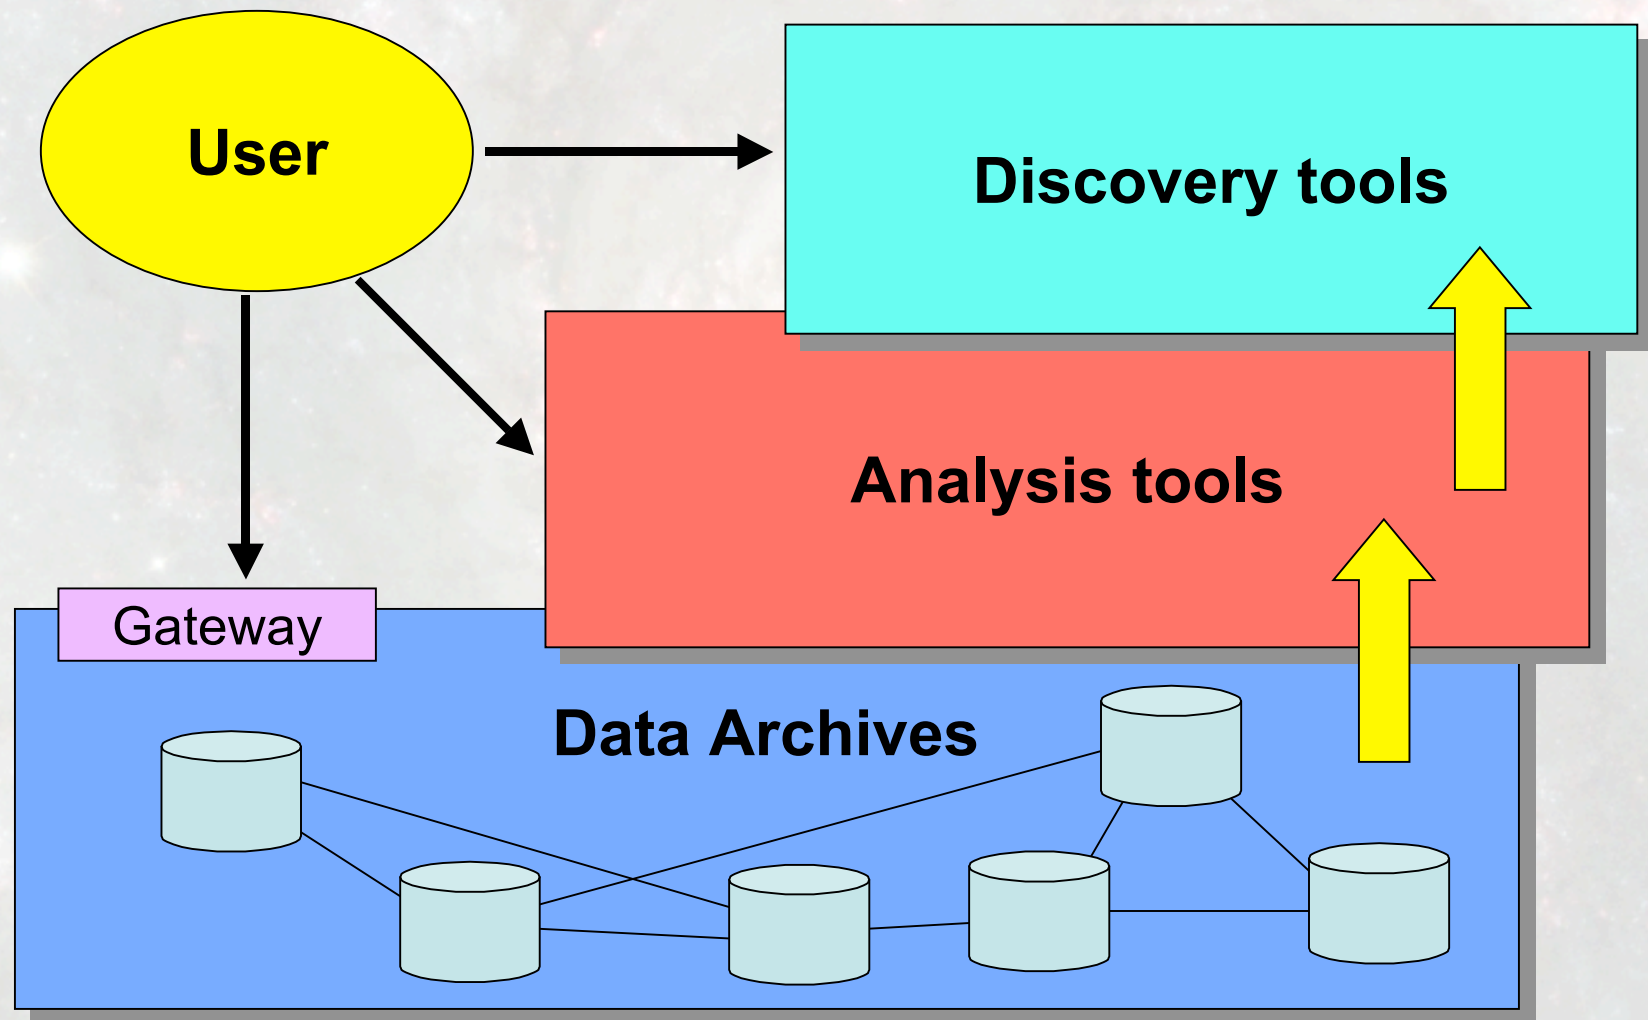 User
Discovery tools
Analysis tools
Gateway
Data Archives